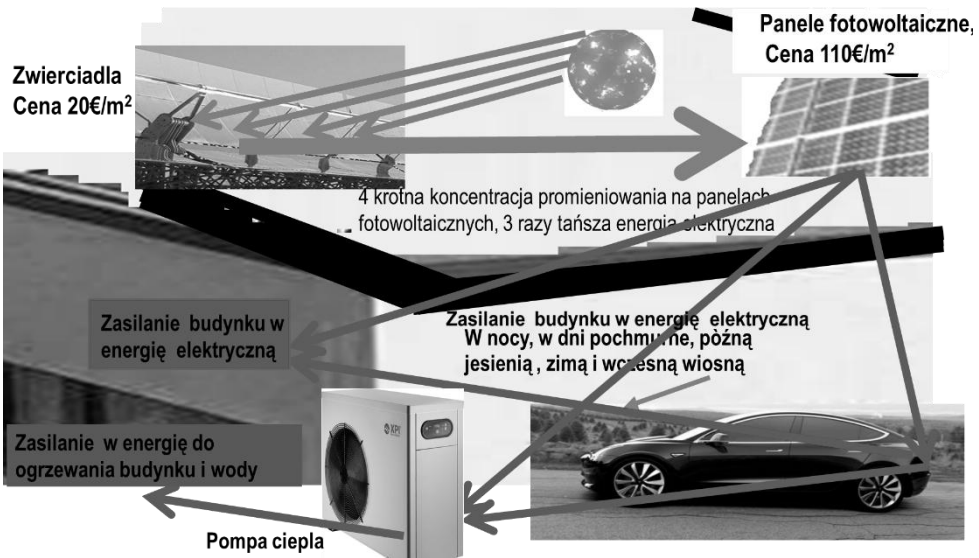 Panele fotowoltaiczne,
Cena 110€/m²
Zwierciadla
Cena 20€/m²
4 krotna koncentracja promieniowania na panelach
fotowoltaicznych, 3 razy tańsza energia elektryczna
Zasilanie budynku w
energię elektryczną
Zasilanie budynku w energię elektryczną
W nocy, w dni pochmurne, pòźną
jesienią , zimą i wczesną wiosną
Zasilanie w energię do
ogrzewania budynku i wody
Pompa ciepla